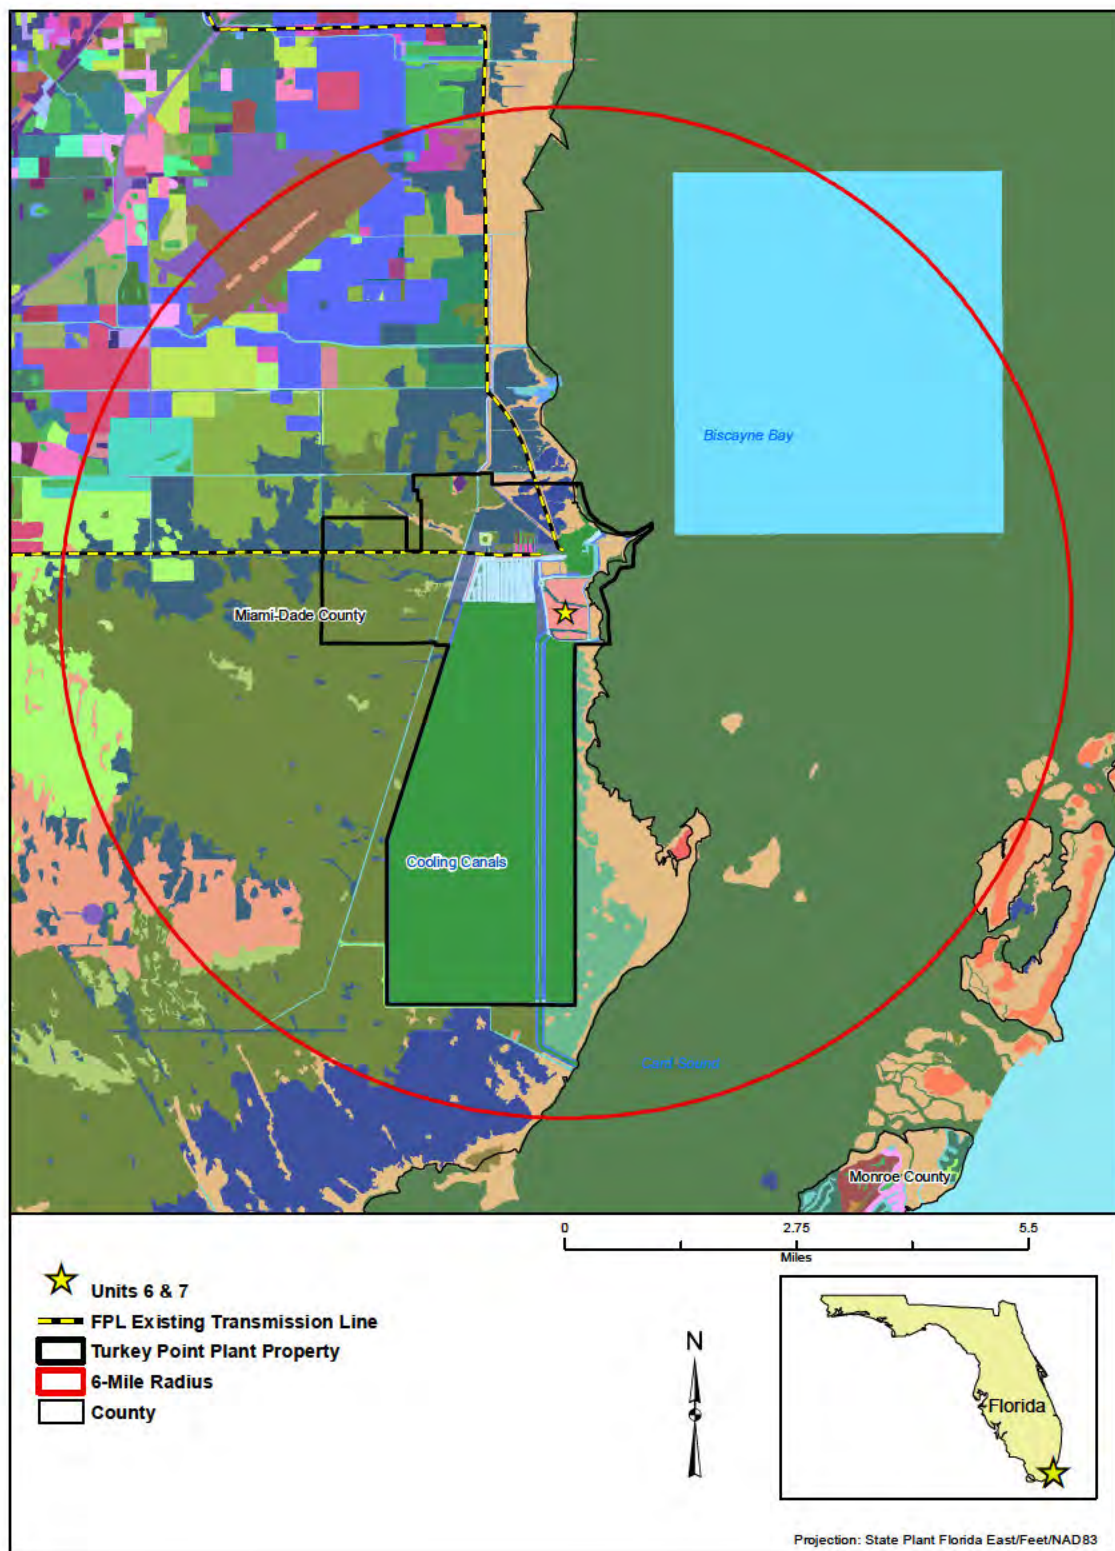 Biscayne Bay
Miami-Dade County
Cooling Canals
Card Sound
Monroe County
0 2.75 5.5
Miles
Units 6 & 7
FPL Existing Transmission Line
Turkey Point Plant Property
6-Mile Radius
County
N
Florida
Projection: State Plant Florida East/Feet/NAD83